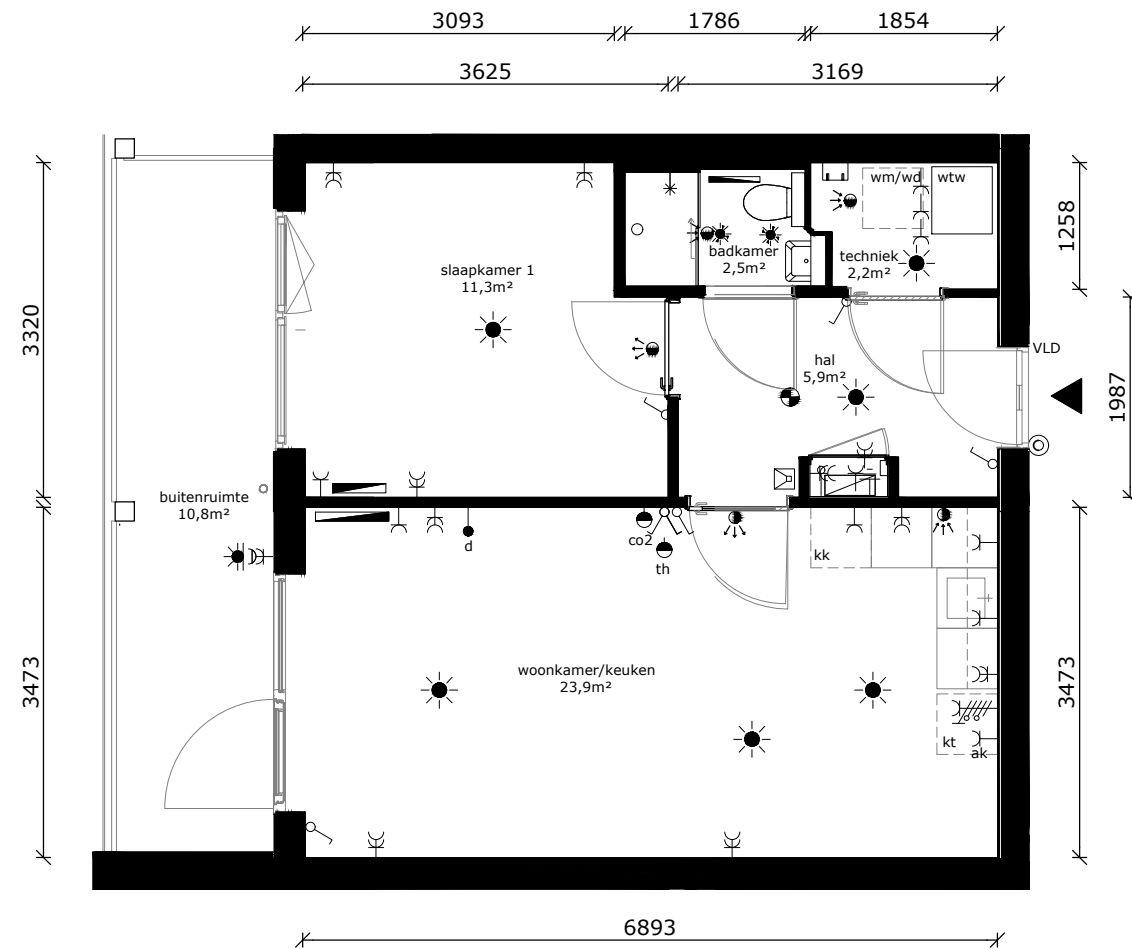 3093
1786
1854
3625
3169
wm/wd
wtw
1258
slaapkamer 1
11,3m²
badkamer
2,5m²
techniek
2,2m²
3320
VLD
hal
5,9m²
1987
buitenruimte
10,8m²
d
co2
th
kk
woonkamer/keuken
23,9m²
3473
3473
kt
ak
6893